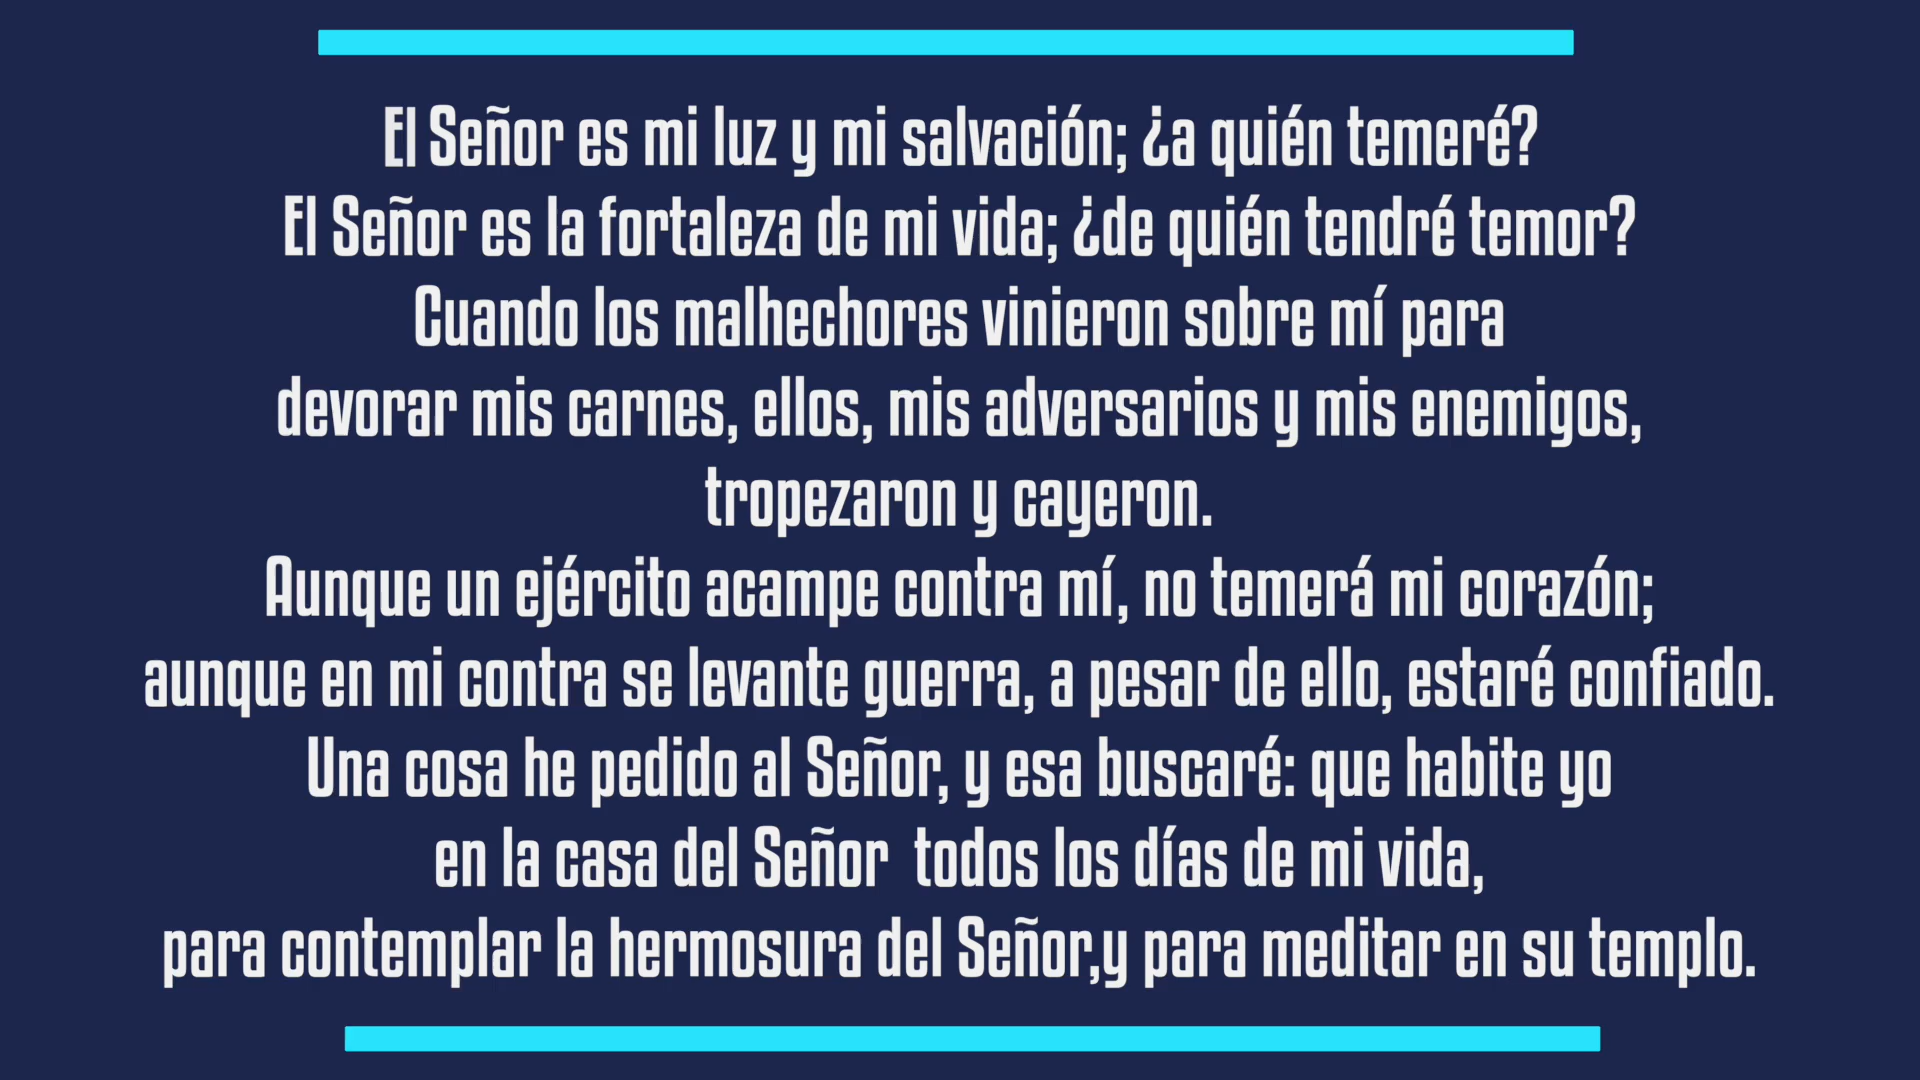 El Señor es mi luz y mi salvación; ¿a quién temeré?
El Señor es la fortaleza de mi vida; ¿de quién tendré temor?
Cuando los malhechores vinieron sobre mí para
devorar mis carnes, ellos, mis adversarios y mis enemigos,
tropezaron y cayeron.
Aunque un ejército acampe contra mí, no temerá mi corazón;
aunque en mi contra se levante guerra, a pesar de ello, estaré confiado.
Una cosa he pedido al Señor, y esa buscaré: que habite yo
en la casa del Señor  todos los días de mi vida,
para contemplar la hermosura del Señor,y para meditar en su templo.